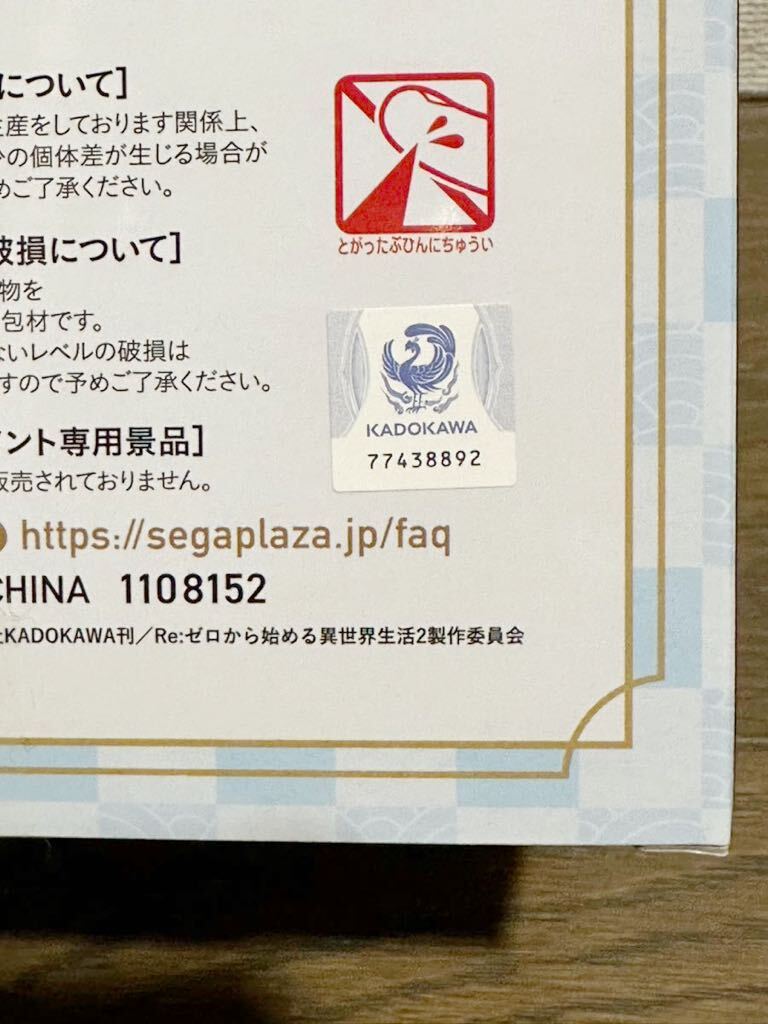 について]
産をしております関係上、
の個体差が生じる場合が
めご了承ください。
破損について]
物を
包材です。
ないレベルの破損は
すので予めご了承ください。
ント専用景品]
販売されておりません。
https://segaplaza.jp/faq
CHINA 1108152
KADOKAWA刊／Re:ゼロから始める異世界生活2製作委員会
とがったぶひんにちゅうい
KADOKAWA
77438892